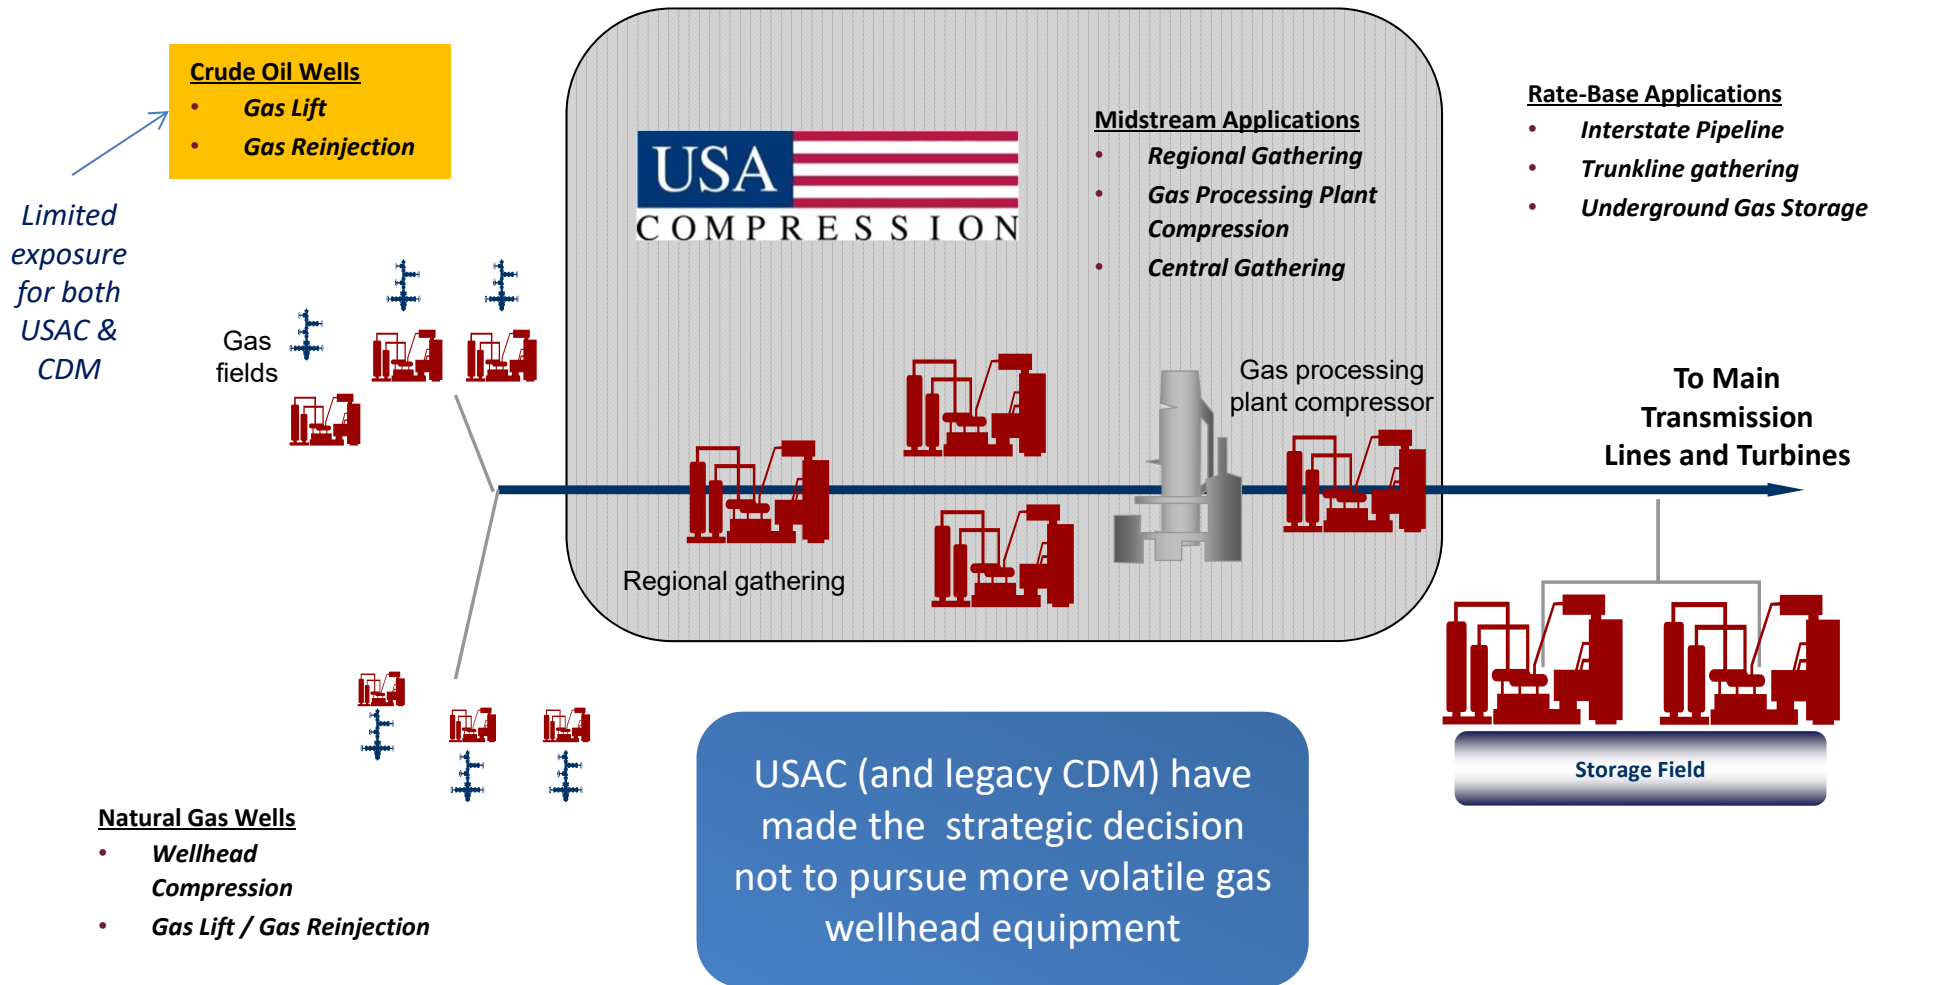 Crude Oil Wells
• Gas Lift
• Gas Reinjection
Limited
exposure
for both
USAC &
CDM
USA
COMPRESSION
Midstream Applications
• Regional Gathering
• Gas Processing Plant
Compression
• Central Gathering
Rate-Base Applications
• Interstate Pipeline
• Trunkline gathering
• Underground Gas Storage
Gas
fields
Gas processing
plant compressor
To Main
Transmission
Lines and Turbines
Regional gathering
Storage Field
Natural Gas Wells
• Wellhead
Compression
• Gas Lift / Gas Reinjection
USAC (and legacy CDM) have
made the  strategic decision
not to pursue more volatile gas
wellhead equipment